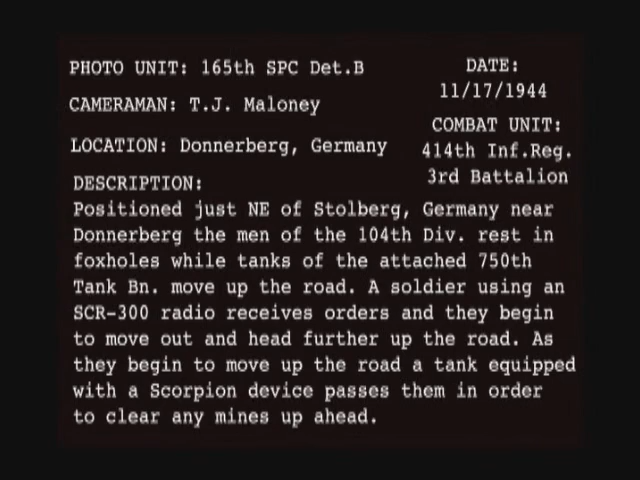 PHOTO UNIT: 165th SPC Det.B
CAMERAMAN: T.J. Maloney
LOCATION: Donnerberg, Germany
DATE:
11/17/1944
COMBAT UNIT:
414th Inf.Reg.
3rd Battalion
DESCRIPTION:
Positioned just NE of Stolberg, Germany near
Donnerberg the men of the 104th Div. rest in
foxholes while tanks of the attached 750th
Tank Bn. move up the road. A soldier using an
SCR-300 radio receives orders and they begin
to move out and head further up the road. As
they begin to move up the road a tank equipped
with a Scorpion device passes them in order
to clear any mines up ahead.